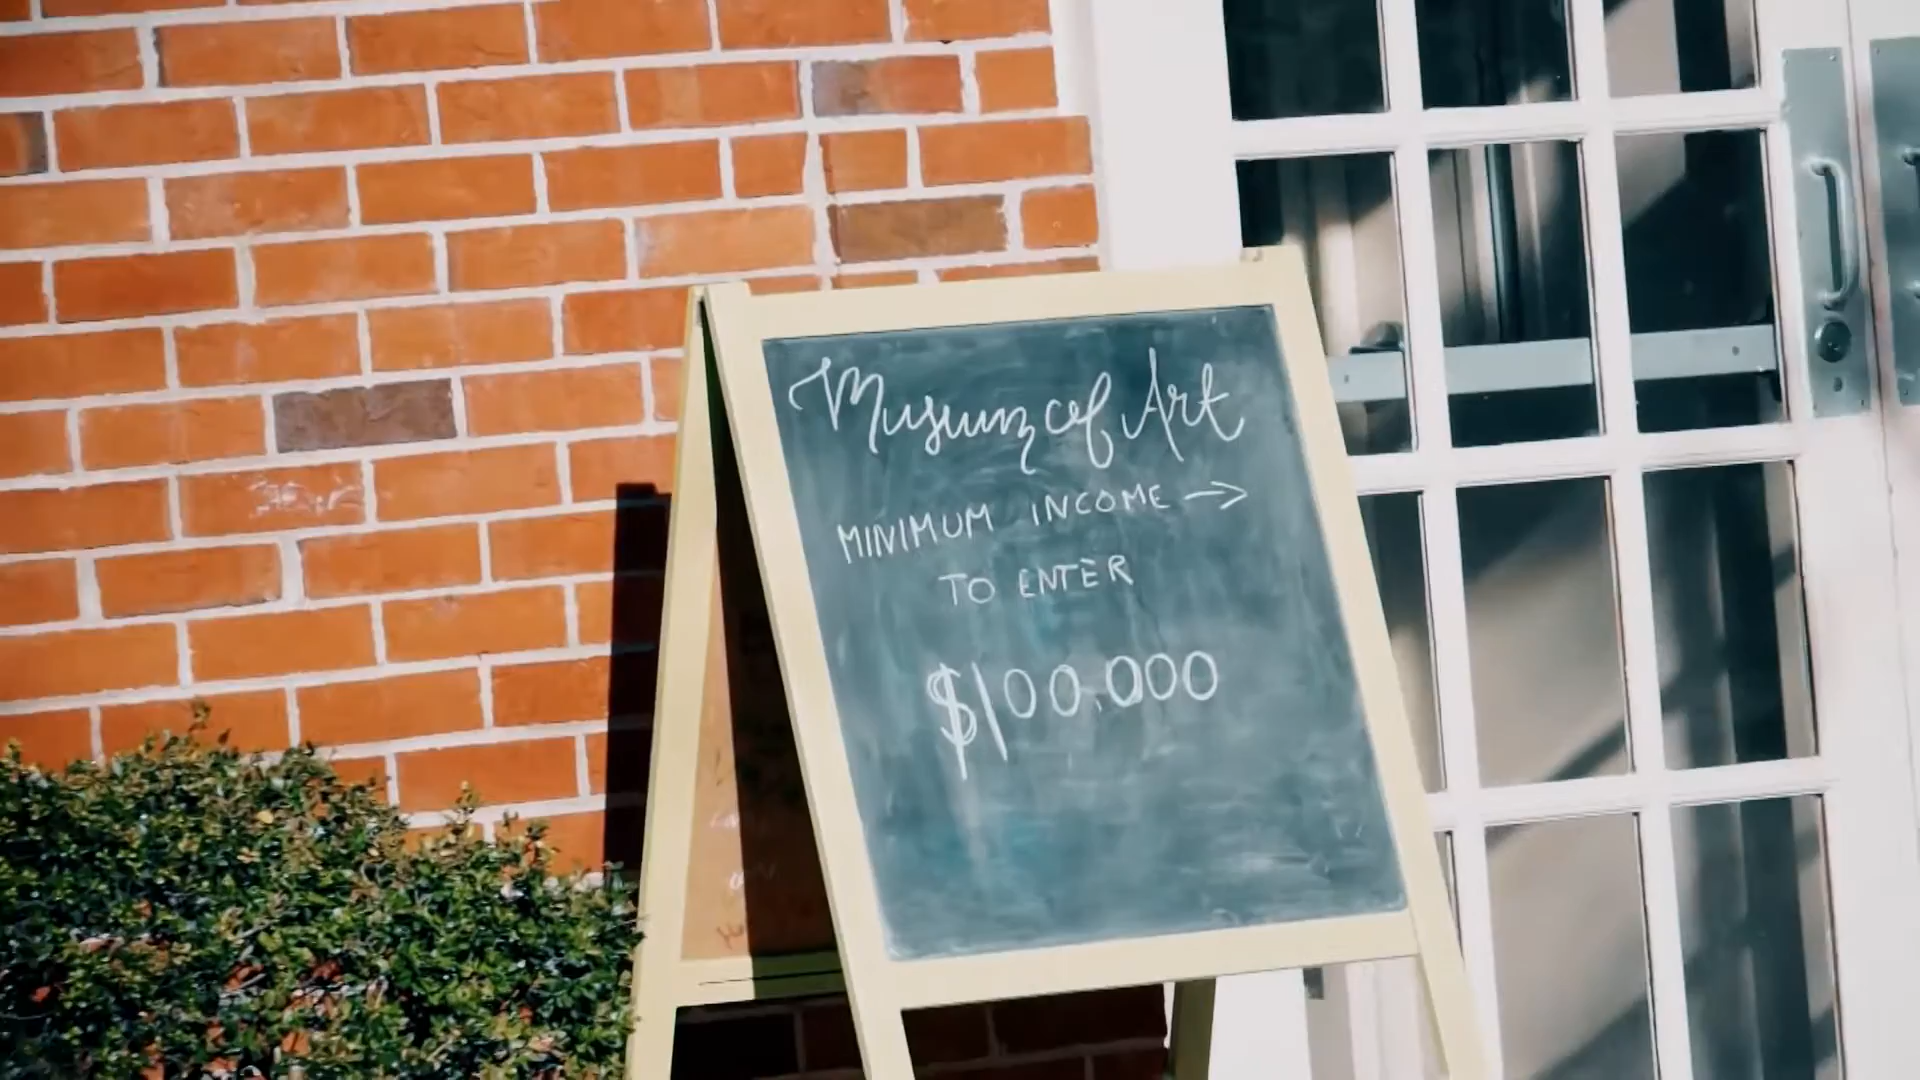 Museum of Art
MINIMUM INCOME →
TO ENTER
$100,000